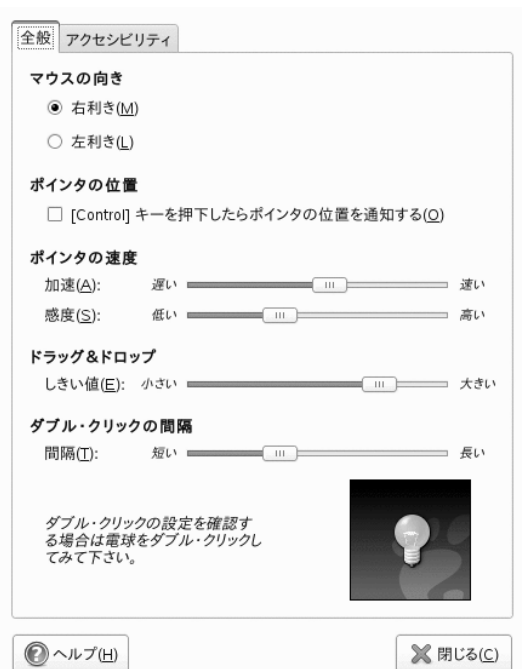 全般 アクセシビリティ
マウスの向き
右利き(M)
左利き(L)
ポインタの位置
[Control] キーを押下したらポインタの位置を通知する(O)
ポインタの速度
加速(A): 遅い 速い
感度(S): 低い 高い
ドラッグ&ドロップ
しきい値(E): 小さい 大きい
ダブル・クリックの間隔
間隔(T): 短い 長い
ダブル・クリックの設定を確認す
る場合は電球をダブル・クリックし
てみて下さい。
ヘルプ(H) 閉じる(C)